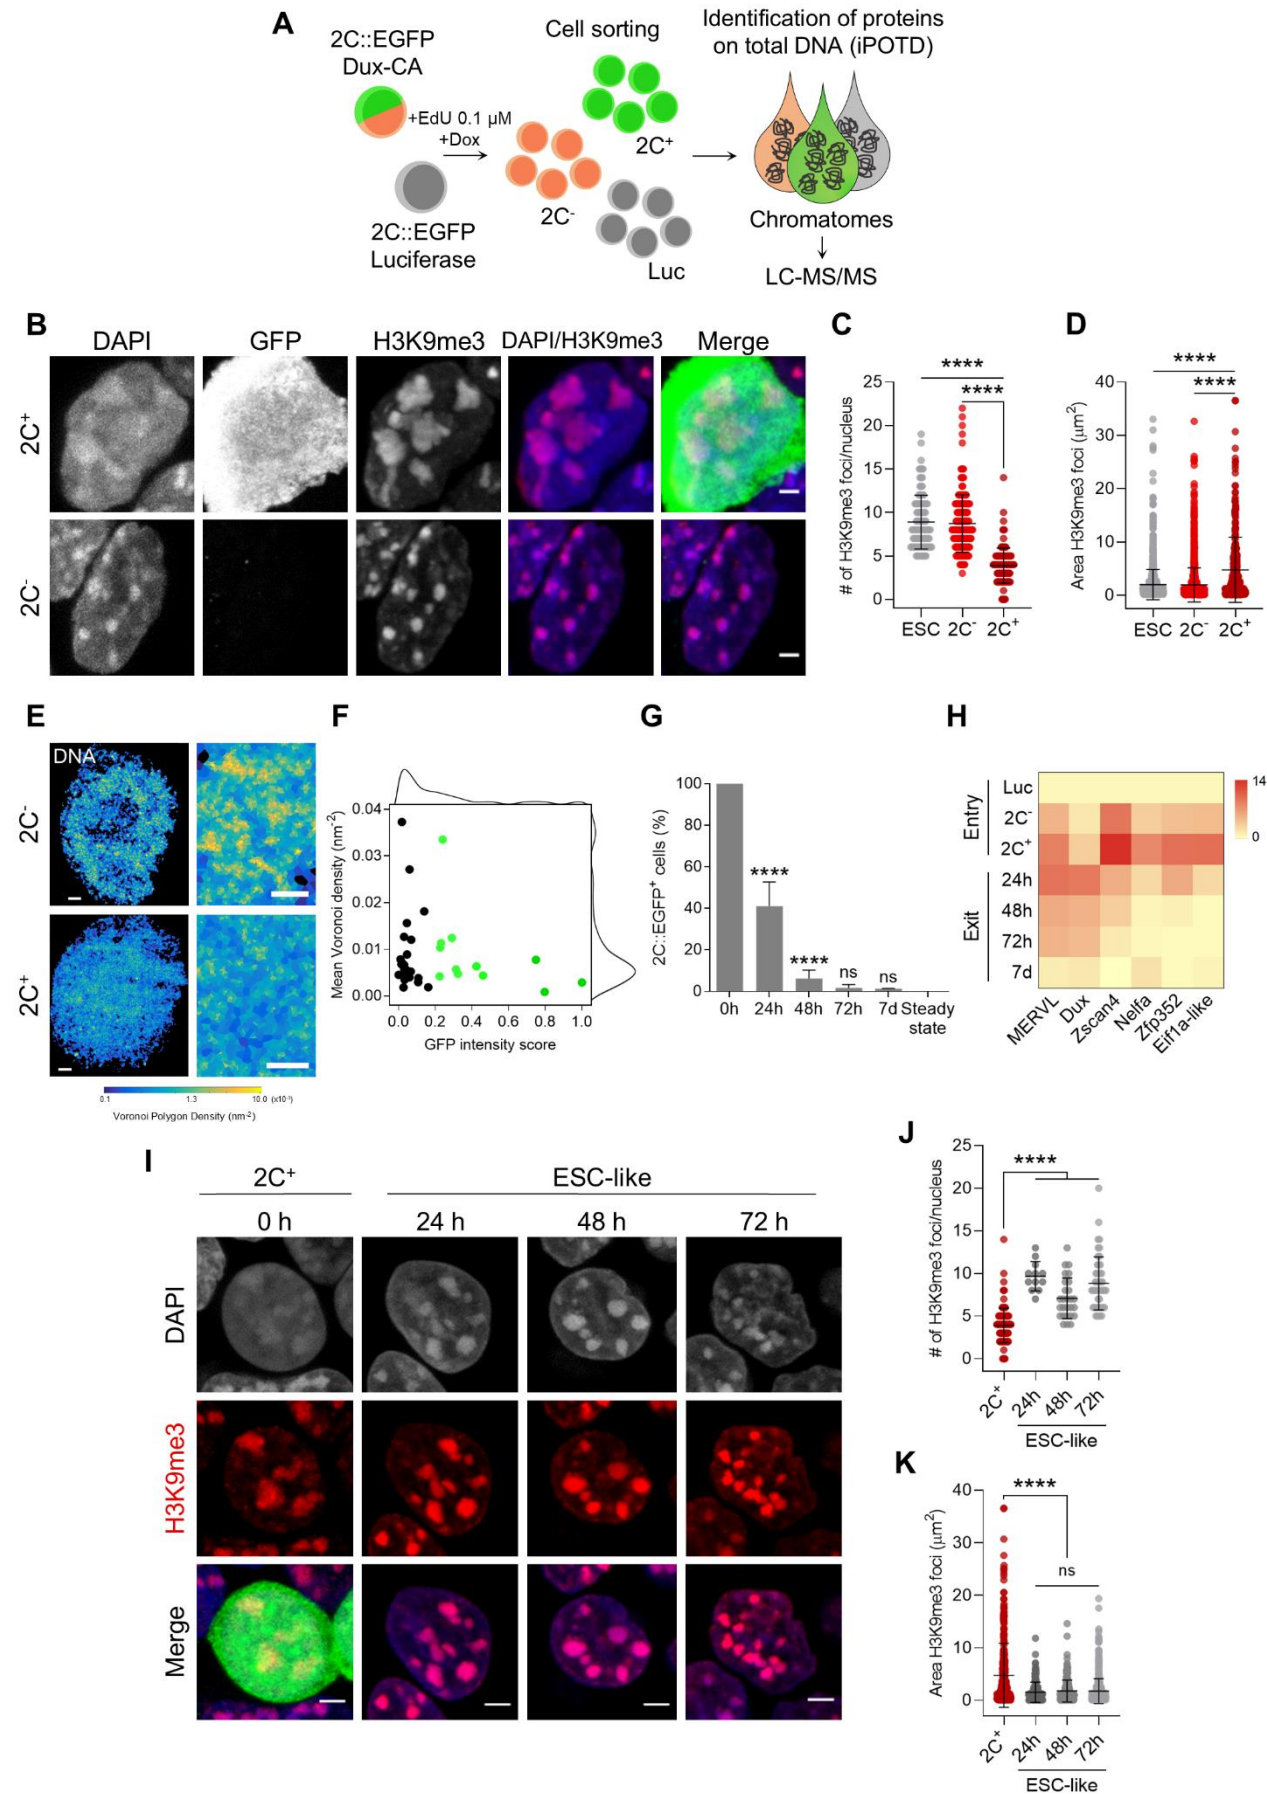 A
2C::EGFP
Dux-CA
+EdU 0.1 µM
+Dox
2C::EGFP
Luciferase
Cell sorting
2C+
2C-
Luc
Identification of proteins
on total DNA (iPOTD)
Chromatomes
LC-MS/MS
B
DAPI GFP H3K9me3 DAPI/H3K9me3 Merge
2C+
2C-
C
****
****
# of H3K9me3 foci/nucleus
25
20
15
10
5
0
ESC 2C- 2C+
D
****
****
Area H3K9me3 foci (µm2)
40
30
20
10
0
ESC 2C- 2C+
E
DNA
2C-
2C+
0.1 1.3 10.0 (x10-3)
Voronoi Polygon Density (nm-2)
F
Mean Voronoi density (nm-2)
0.04
0.03
0.02
0.01
0.00
0.0 0.2 0.4 0.6 0.8 1.0
GFP intensity score
G
2C::EGFP+ cells (%)
100
80
60
40
20
0
****
****
ns
ns
0h 24h 48h 72h 7d Steady
state
H
Entry
Exit
Luc
2C-
2C+
24h
48h
72h
7d
MERVL
Dux
Zscan4
Nelfa
Zfp352
Eif1a-like
14
0
I
2C+ ESC-like
0 h 24 h 48 h 72 h
DAPI
H3K9me3
Merge
J
****
# of H3K9me3 foci/nucleus
25
20
15
10
5
0
2C+ 24h 48h 72h
ESC-like
K
****
ns
Area H3K9me3 foci (µm2)
40
30
20
10
0
2C+ 24h 48h 72h
ESC-like